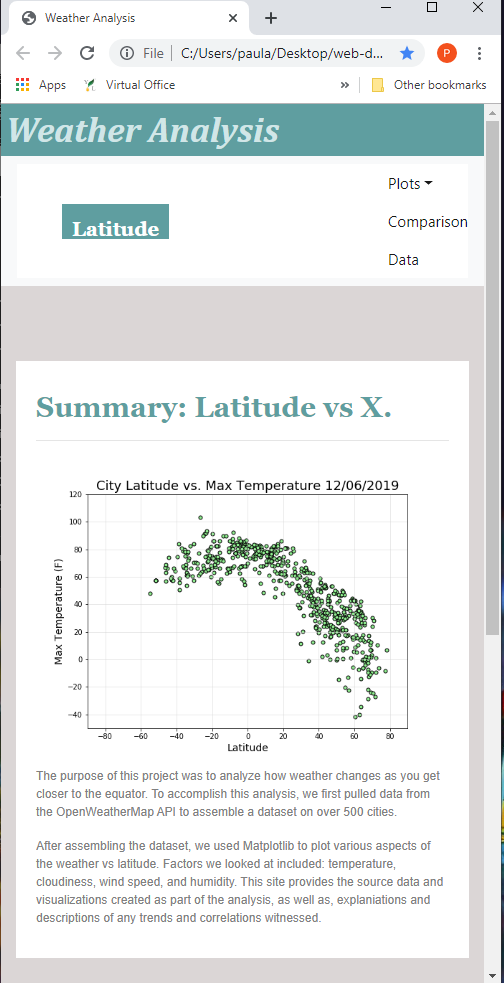 Weather Analysis
File
C:/Users/paula/Desktop/web-d...
P
Apps
Virtual Office
»
Other bookmarks
Weather Analysis
Plots
Latitude
Comparison
Data
Summary: Latitude vs X.
City Latitude vs. Max Temperature 12/06/2019
120
100
80
60
40
20
0
−20
−40
Max Temperature (F)
−80 −60 −40 −20 0 20 40 60 80
Latitude
The purpose of this project was to analyze how weather changes as you get
closer to the equator. To accomplish this analysis, we first pulled data from
the OpenWeatherMap API to assemble a dataset on over 500 cities.
After assembling the dataset, we used Matplotlib to plot various aspects of
the weather vs latitude. Factors we looked at included: temperature,
cloudiness, wind speed, and humidity. This site provides the source data and
visualizations created as part of the analysis, as well as, explaniations and
descriptions of any trends and correlations witnessed.